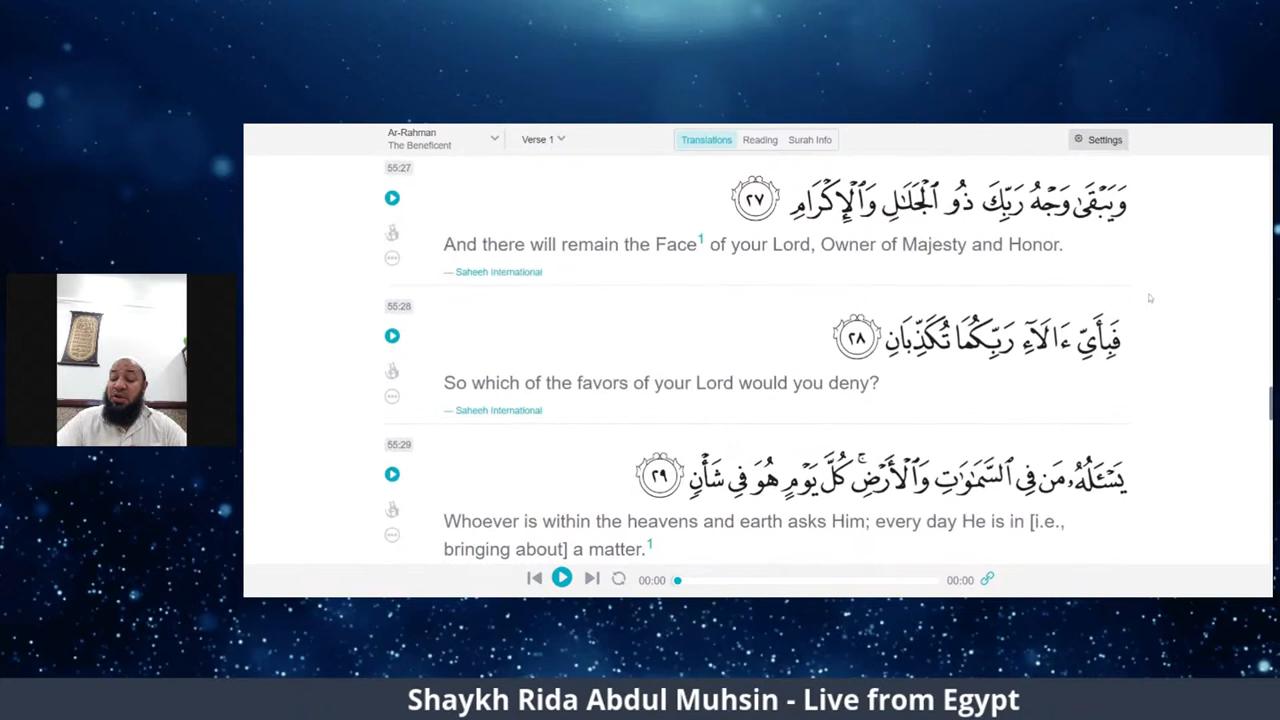 Ar-Rahman
The Beneficent
Verse 1
Translations Reading Surah Info
Settings
55:27
وَيَبْقَىٰ وَجْهُ رَبِّكَ ذُو ٱلْجَلَـٰلِ وَٱلْإِكْرَامِ ٢٧
And there will remain the Face1 of your Lord, Owner of Majesty and Honor.
— Saheeh International
55:28
فَبِأَىِّ ءَالَآءِ رَبِّكُمَا تُكَذِّبَانِ ٢٨
So which of the favors of your Lord would you deny?
— Saheeh International
55:29
يَسْـَٔلُهُۥ مَن فِى ٱلسَّمَـٰوَٰتِ وَٱلْأَرْضِ ۚ كُلَّ يَوْمٍ هُوَ فِى شَأْنٍ ٢٩
Whoever is within the heavens and earth asks Him; every day He is in [i.e.,
bringing about] a matter.1
00:00 00:00
Shaykh Rida Abdul Muhsin - Live from Egypt